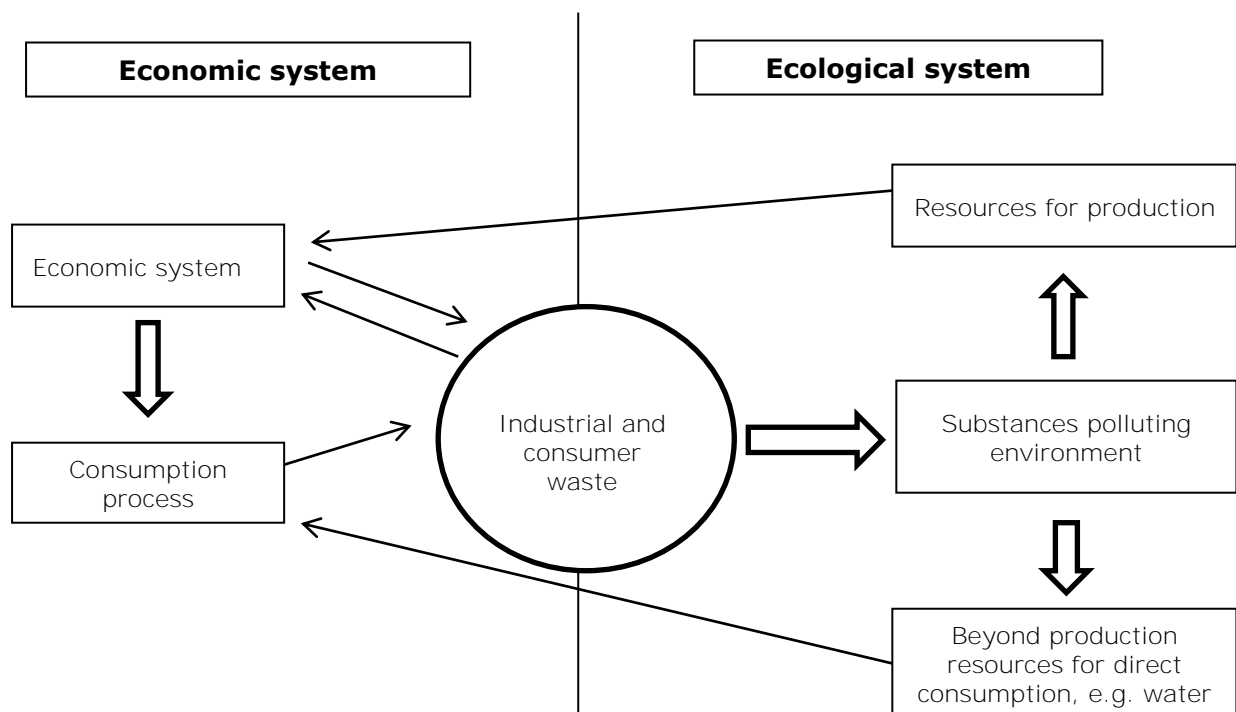 Economic system
Ecological system
Resources for production
Economic system
Industrial and
consumer
waste
Substances polluting
environment
Consumption
process
Beyond production
resources for direct
consumption, e.g. water